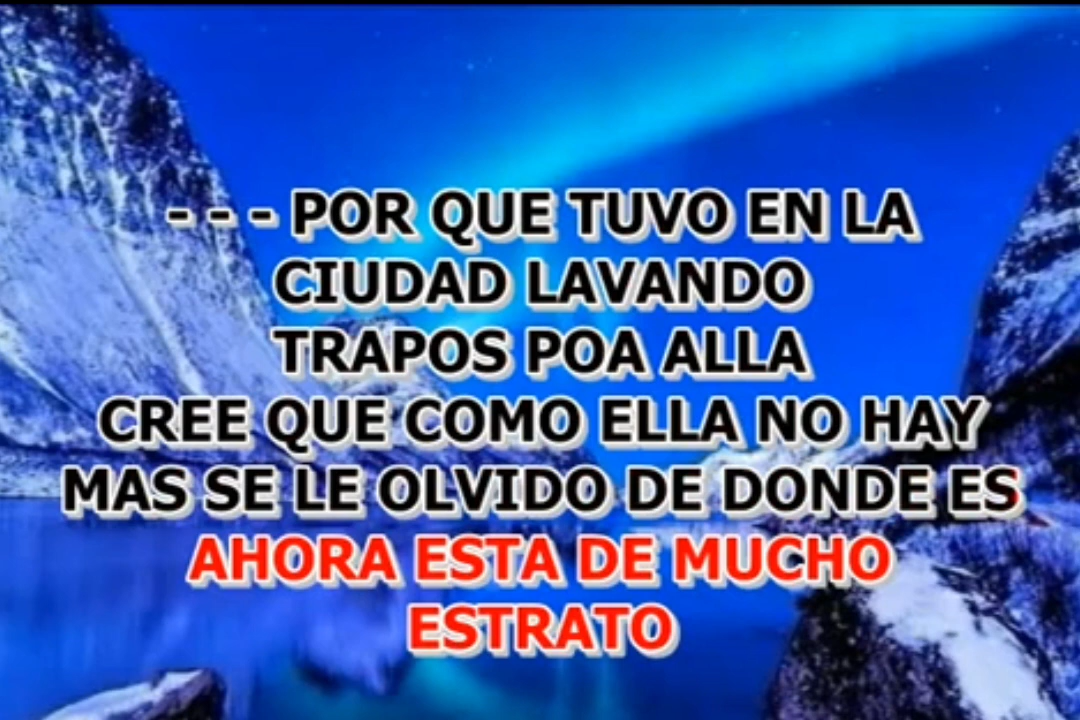 - - - POR QUE TUVO EN LA
CIUDAD LAVANDO
TRAPOS POA ALLA
CREE QUE COMO ELLA NO HAY
MAS SE LE OLVIDO DE DONDE ES
AHORA ESTA DE MUCHO
ESTRATO